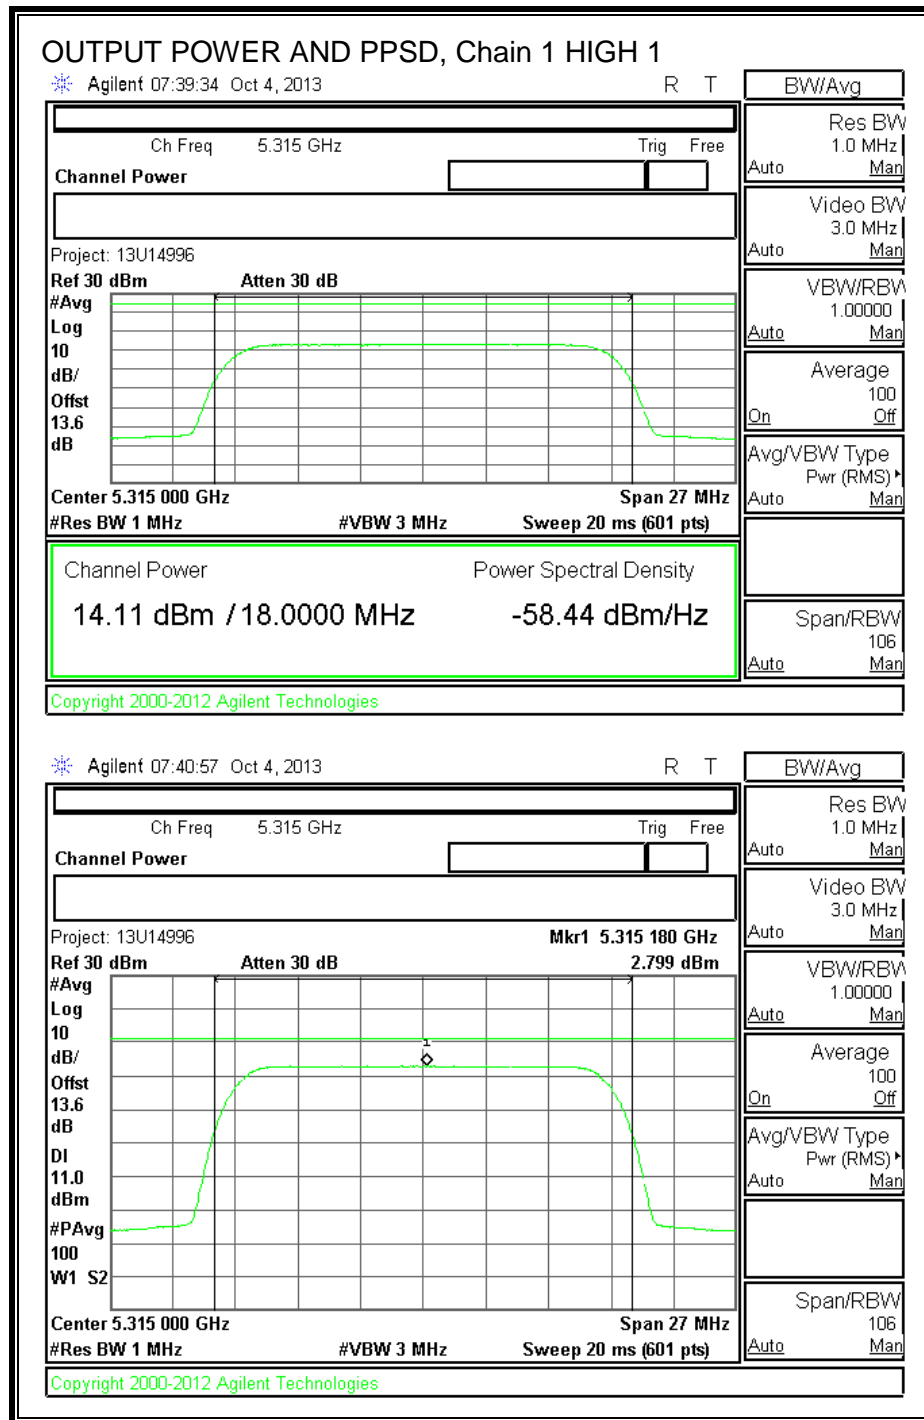 OUTPUT POWER AND PPSD, Chain 1 HIGH 1
Agilent 07:39:34 Oct 4, 2013 R T
BW/Avg
Ch Freq 5.315 GHz Trig Free
Channel Power
Project: 13U14996
Ref 30 dBm Atten 30 dB
#Avg
Log
10
dB/
Offst
13.6
dB
Center 5.315 000 GHz Span 27 MHz
#Res BW 1 MHz #VBW 3 MHz Sweep 20 ms (601 pts)
Channel Power Power Spectral Density
14.11 dBm / 18.0000 MHz -58.44 dBm/Hz
Copyright 2000-2012 Agilent Technologies
Res BW
1.0 MHz
Auto Man
Video BW
3.0 MHz
Auto Man
VBW/RBW
1.00000
Auto Man
Average
100
On Off
Avg/VBW Type
Pwr (RMS)
Auto Man
Span/RBW
106
Auto Man
Agilent 07:40:57 Oct 4, 2013 R T
BW/Avg
Ch Freq 5.315 GHz Trig Free
Channel Power
Project: 13U14996 Mkr1 5.315 180 GHz
Ref 30 dBm Atten 30 dB 2.799 dBm
#Avg
Log
10
dB/
Offst
13.6
dB
DI
11.0
dBm
#PAvg
100
W1 S2
1
Center 5.315 000 GHz Span 27 MHz
#Res BW 1 MHz #VBW 3 MHz Sweep 20 ms (601 pts)
Copyright 2000-2012 Agilent Technologies
Res BW
1.0 MHz
Auto Man
Video BW
3.0 MHz
Auto Man
VBW/RBW
1.00000
Auto Man
Average
100
On Off
Avg/VBW Type
Pwr (RMS)
Auto Man
Span/RBW
106
Auto Man